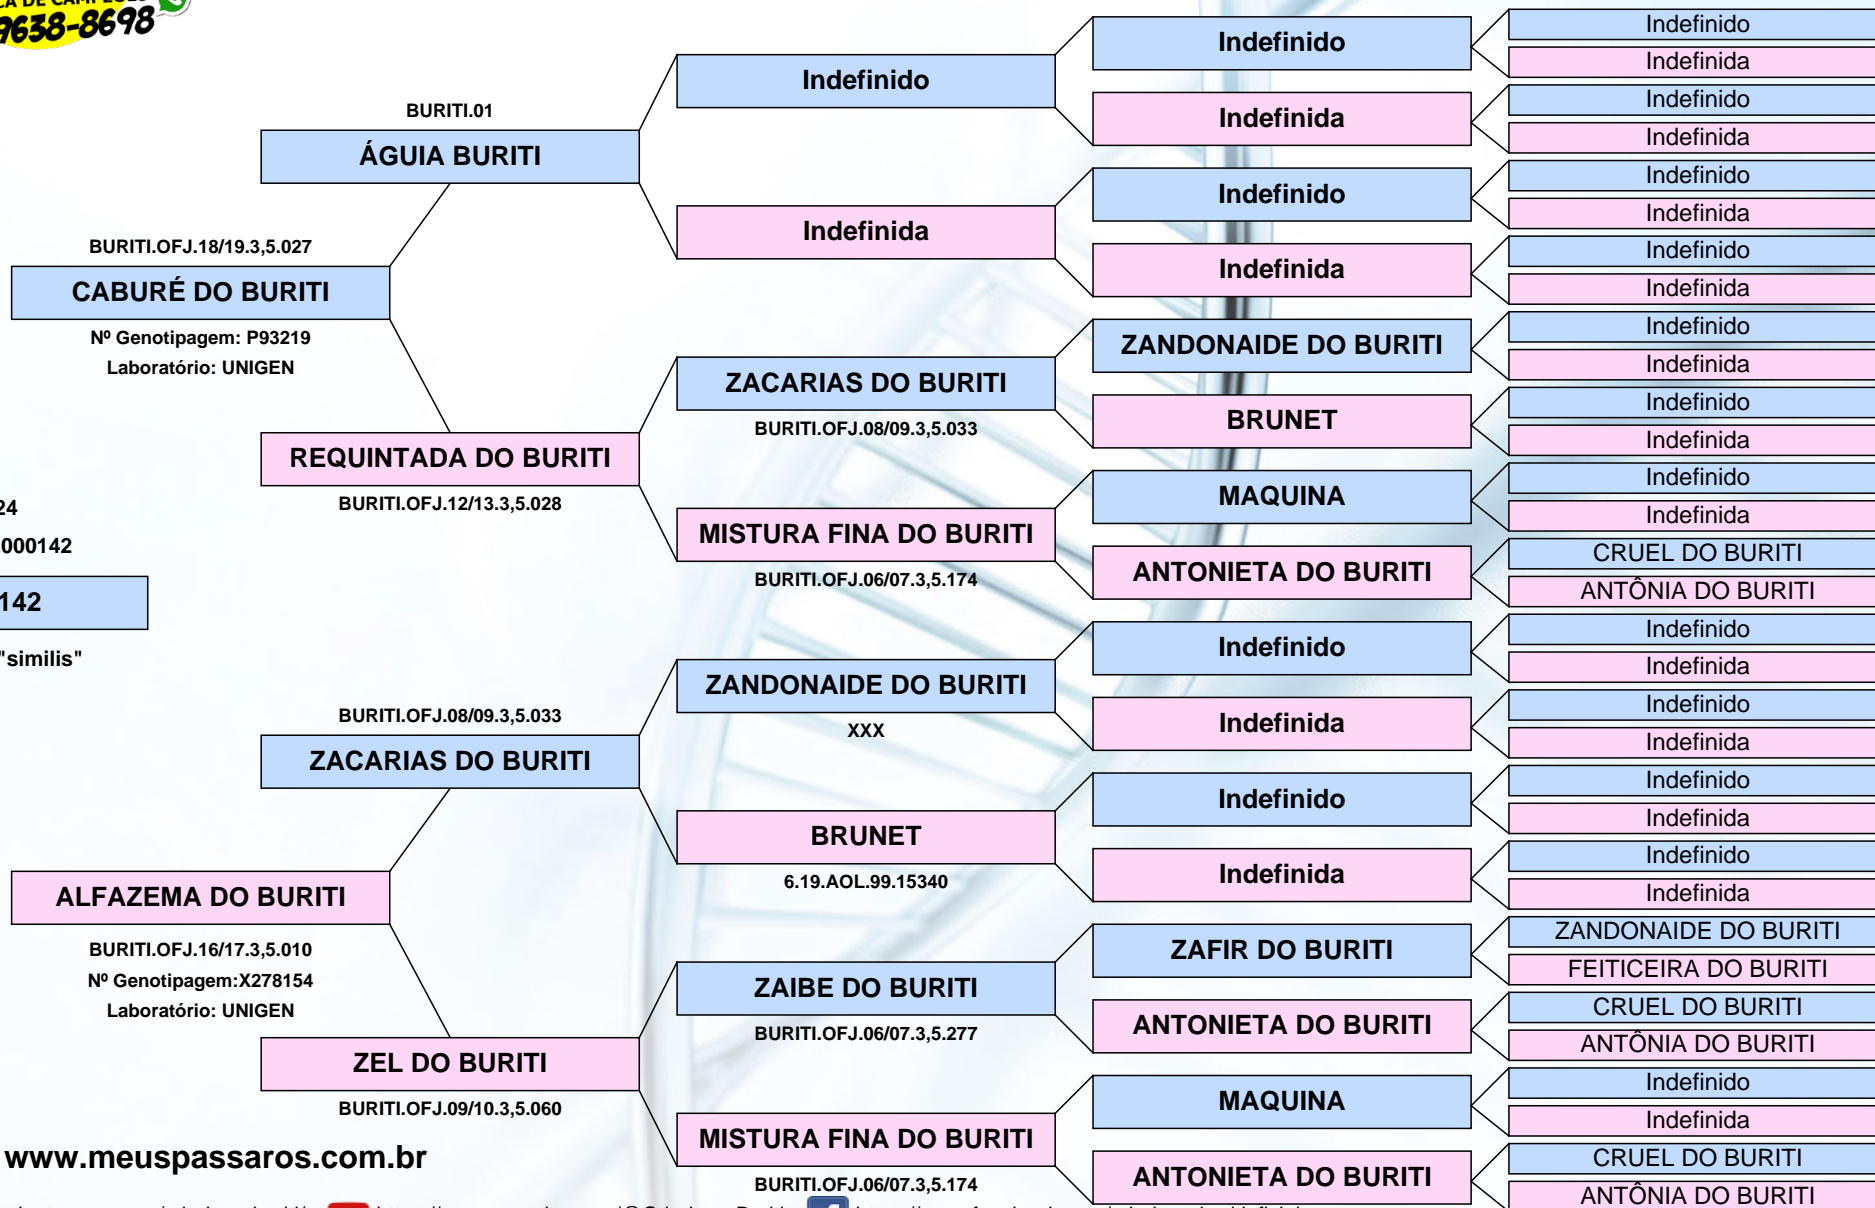 9638-8698
24
000142
142
"similis"
BURITI.OFJ.18/19.3,5.027
CABURÉ DO BURITI
Nº Genotipagem: P93219
Laboratório: UNIGEN
ALFAZEMA DO BURITI
BURITI.OFJ.16/17.3,5.010
Nº Genotipagem:X278154
Laboratório: UNIGEN
BURITI.01
ÁGUIA BURITI
REQUINTADA DO BURITI
BURITI.OFJ.12/13.3,5.028
BURITI.OFJ.08/09.3,5.033
ZACARIAS DO BURITI
ZEL DO BURITI
BURITI.OFJ.09/10.3,5.060
Indefinido
Indefinida
ZACARIAS DO BURITI
BURITI.OFJ.08/09.3,5.033
MISTURA FINA DO BURITI
BURITI.OFJ.06/07.3,5.174
ZANDONAIDE DO BURITI
XXX
BRUNET
6.19.AOL.99.15340
ZAIBE DO BURITI
BURITI.OFJ.06/07.3,5.277
MISTURA FINA DO BURITI
BURITI.OFJ.06/07.3,5.174
Indefinido
Indefinida
Indefinido
Indefinida
ZANDONAIDE DO BURITI
BRUNET
MAQUINA
ANTONIETA DO BURITI
Indefinido
Indefinida
Indefinido
Indefinida
ZAFIR DO BURITI
ANTONIETA DO BURITI
MAQUINA
ANTONIETA DO BURITI
Indefinido
Indefinida
Indefinido
Indefinida
Indefinido
Indefinida
Indefinido
Indefinida
Indefinido
Indefinida
Indefinido
Indefinida
Indefinido
Indefinida
CRUEL DO BURITI
ANTÔNIA DO BURITI
Indefinido
Indefinida
Indefinido
Indefinida
Indefinido
Indefinida
Indefinido
Indefinida
ZANDONAIDE DO BURITI
FEITICEIRA DO BURITI
CRUEL DO BURITI
ANTÔNIA DO BURITI
Indefinido
Indefinida
CRUEL DO BURITI
ANTÔNIA DO BURITI
www.meuspassaros.com.br